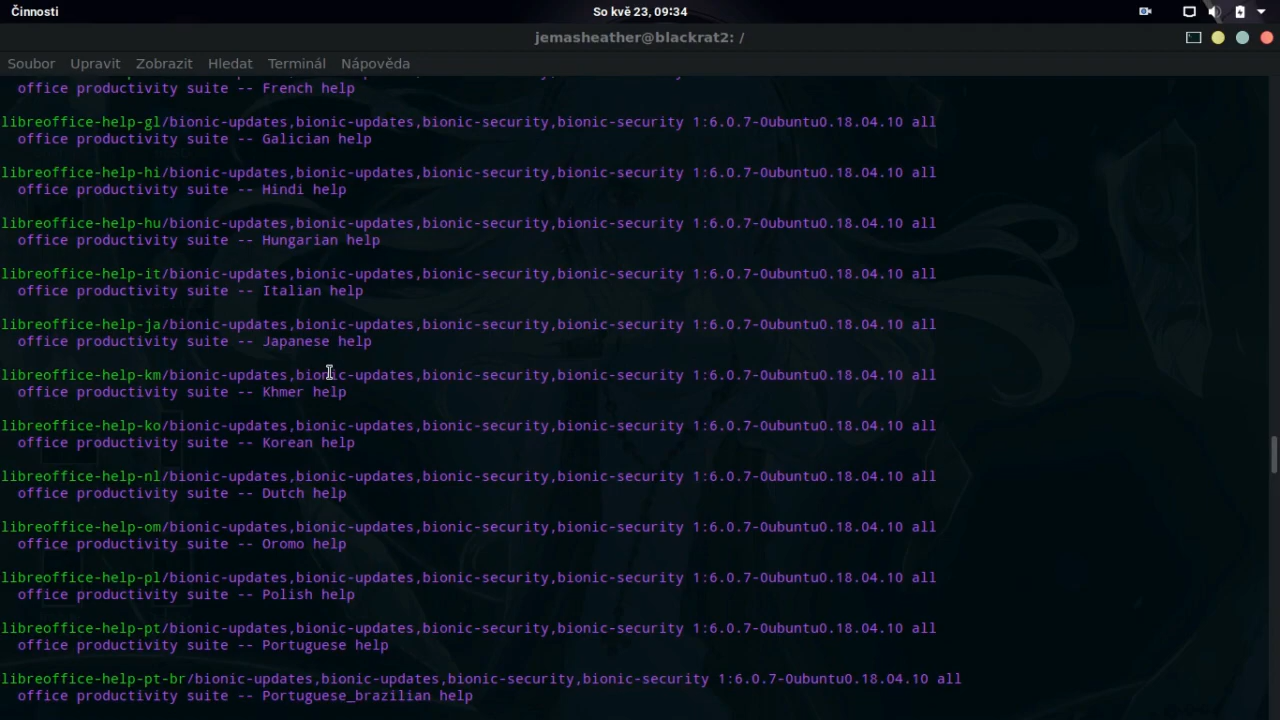 Činnosti
So kvě 23, 09:34
jemasheather@blackrat2: /
Soubor Upravit Zobrazit Hledat Terminál Nápověda
office productivity suite -- French help
libreoffice-help-gl/bionic-updates,bionic-updates,bionic-security,bionic-security 1:6.0.7-0ubuntu0.18.04.10 all
office productivity suite -- Galician help
libreoffice-help-hi/bionic-updates,bionic-updates,bionic-security,bionic-security 1:6.0.7-0ubuntu0.18.04.10 all
office productivity suite -- Hindi help
libreoffice-help-hu/bionic-updates,bionic-updates,bionic-security,bionic-security 1:6.0.7-0ubuntu0.18.04.10 all
office productivity suite -- Hungarian help
libreoffice-help-it/bionic-updates,bionic-updates,bionic-security,bionic-security 1:6.0.7-0ubuntu0.18.04.10 all
office productivity suite -- Italian help
libreoffice-help-ja/bionic-updates,bionic-updates,bionic-security,bionic-security 1:6.0.7-0ubuntu0.18.04.10 all
office productivity suite -- Japanese help
libreoffice-help-km/bionic-updates,bionic-updates,bionic-security,bionic-security 1:6.0.7-0ubuntu0.18.04.10 all
office productivity suite -- Khmer help
libreoffice-help-ko/bionic-updates,bionic-updates,bionic-security,bionic-security 1:6.0.7-0ubuntu0.18.04.10 all
office productivity suite -- Korean help
libreoffice-help-nl/bionic-updates,bionic-updates,bionic-security,bionic-security 1:6.0.7-0ubuntu0.18.04.10 all
office productivity suite -- Dutch help
libreoffice-help-om/bionic-updates,bionic-updates,bionic-security,bionic-security 1:6.0.7-0ubuntu0.18.04.10 all
office productivity suite -- Oromo help
libreoffice-help-pl/bionic-updates,bionic-updates,bionic-security,bionic-security 1:6.0.7-0ubuntu0.18.04.10 all
office productivity suite -- Polish help
libreoffice-help-pt/bionic-updates,bionic-updates,bionic-security,bionic-security 1:6.0.7-0ubuntu0.18.04.10 all
office productivity suite -- Portuguese help
libreoffice-help-pt-br/bionic-updates,bionic-updates,bionic-security,bionic-security 1:6.0.7-0ubuntu0.18.04.10 all
office productivity suite -- Portuguese_brazilian help